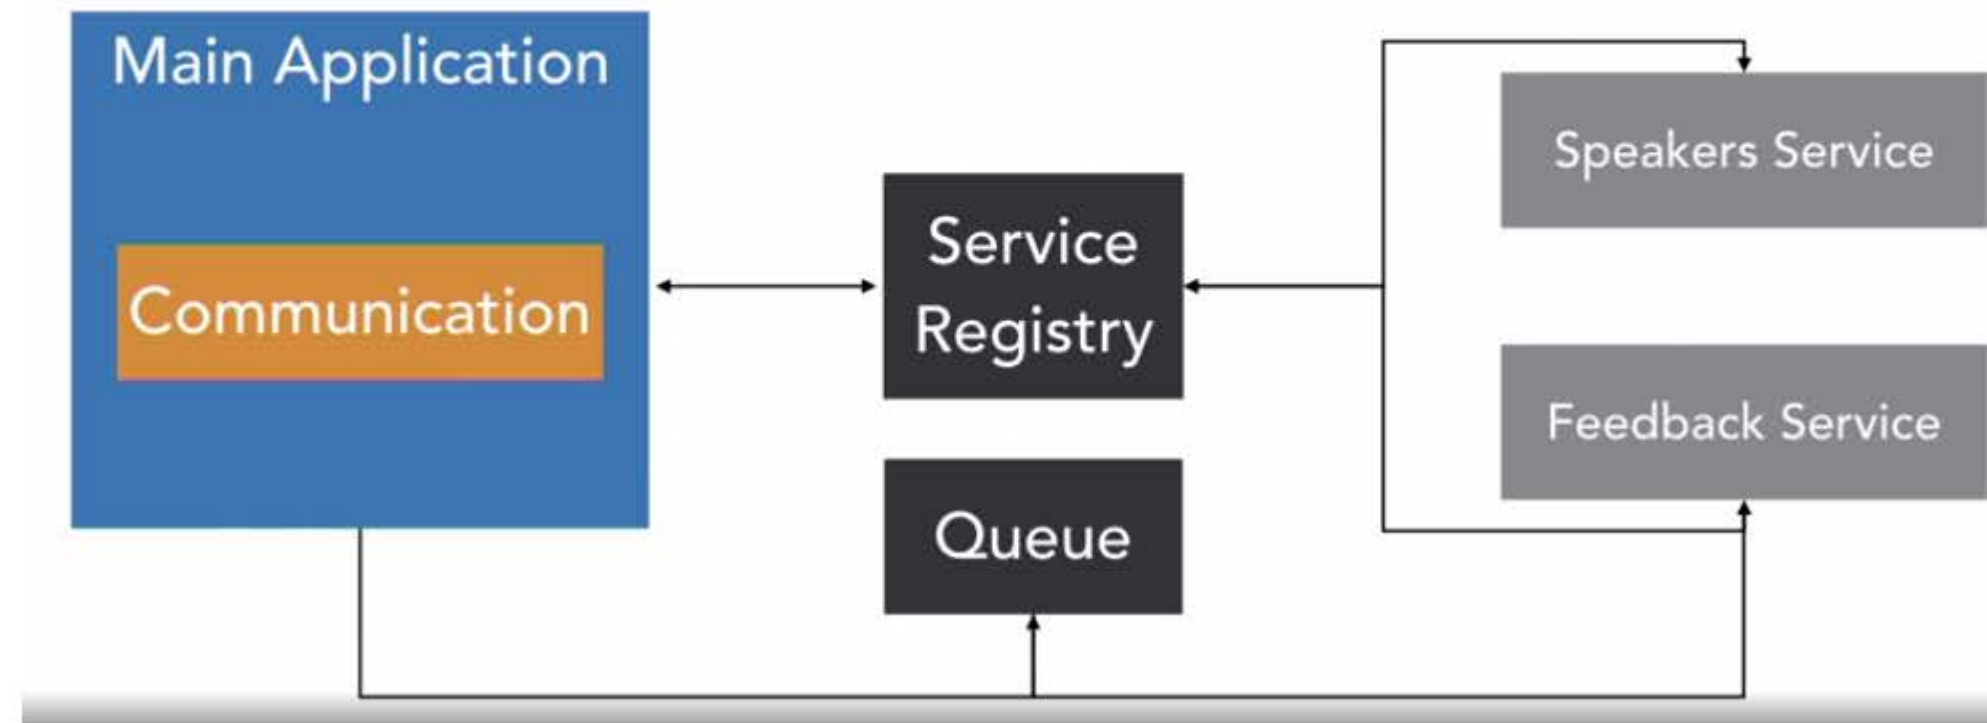 Main Application
Communication
Service
Registry
Queue
Speakers Service
Feedback Service